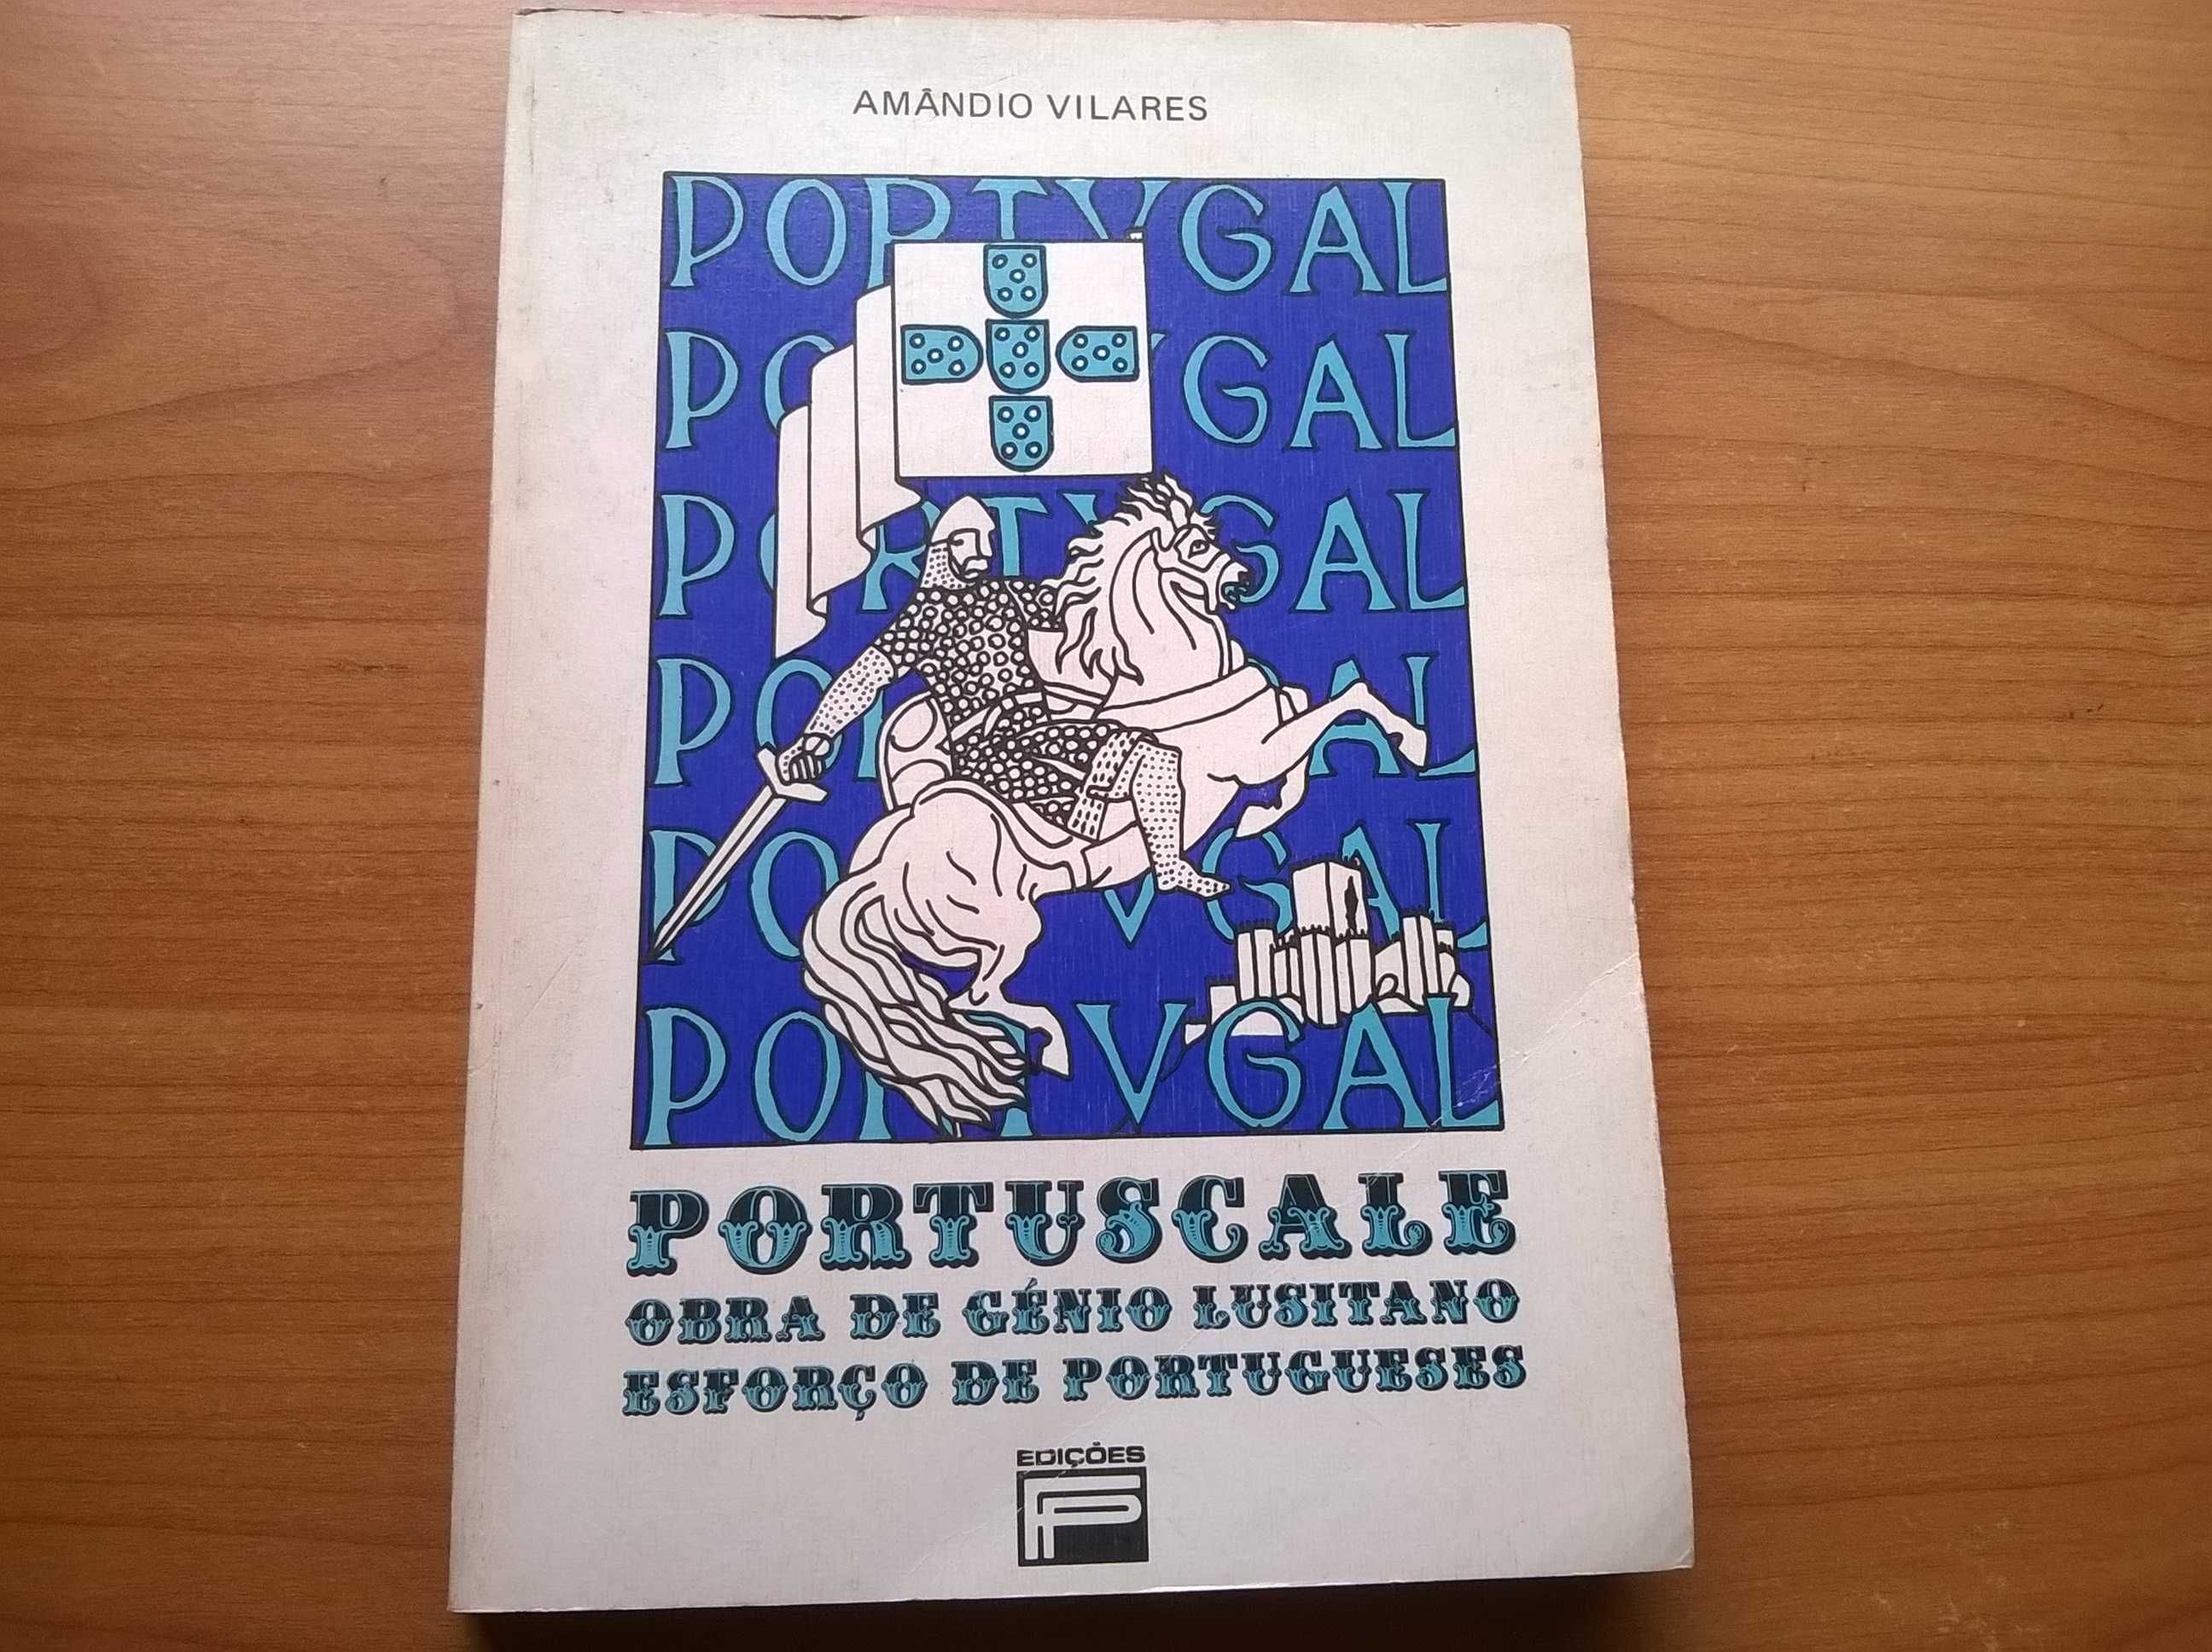 AMÂNDIO VILARES
PORTVGAL
PORTVGAL
PORTVGAL
PORTVGAL
PORTVGAL
PORTVGAL
PORTUSCALE
OBRA DE GÉNIO LUSITANO
ESFORÇO DE PORTUGUESES
EDIÇÕES
FP